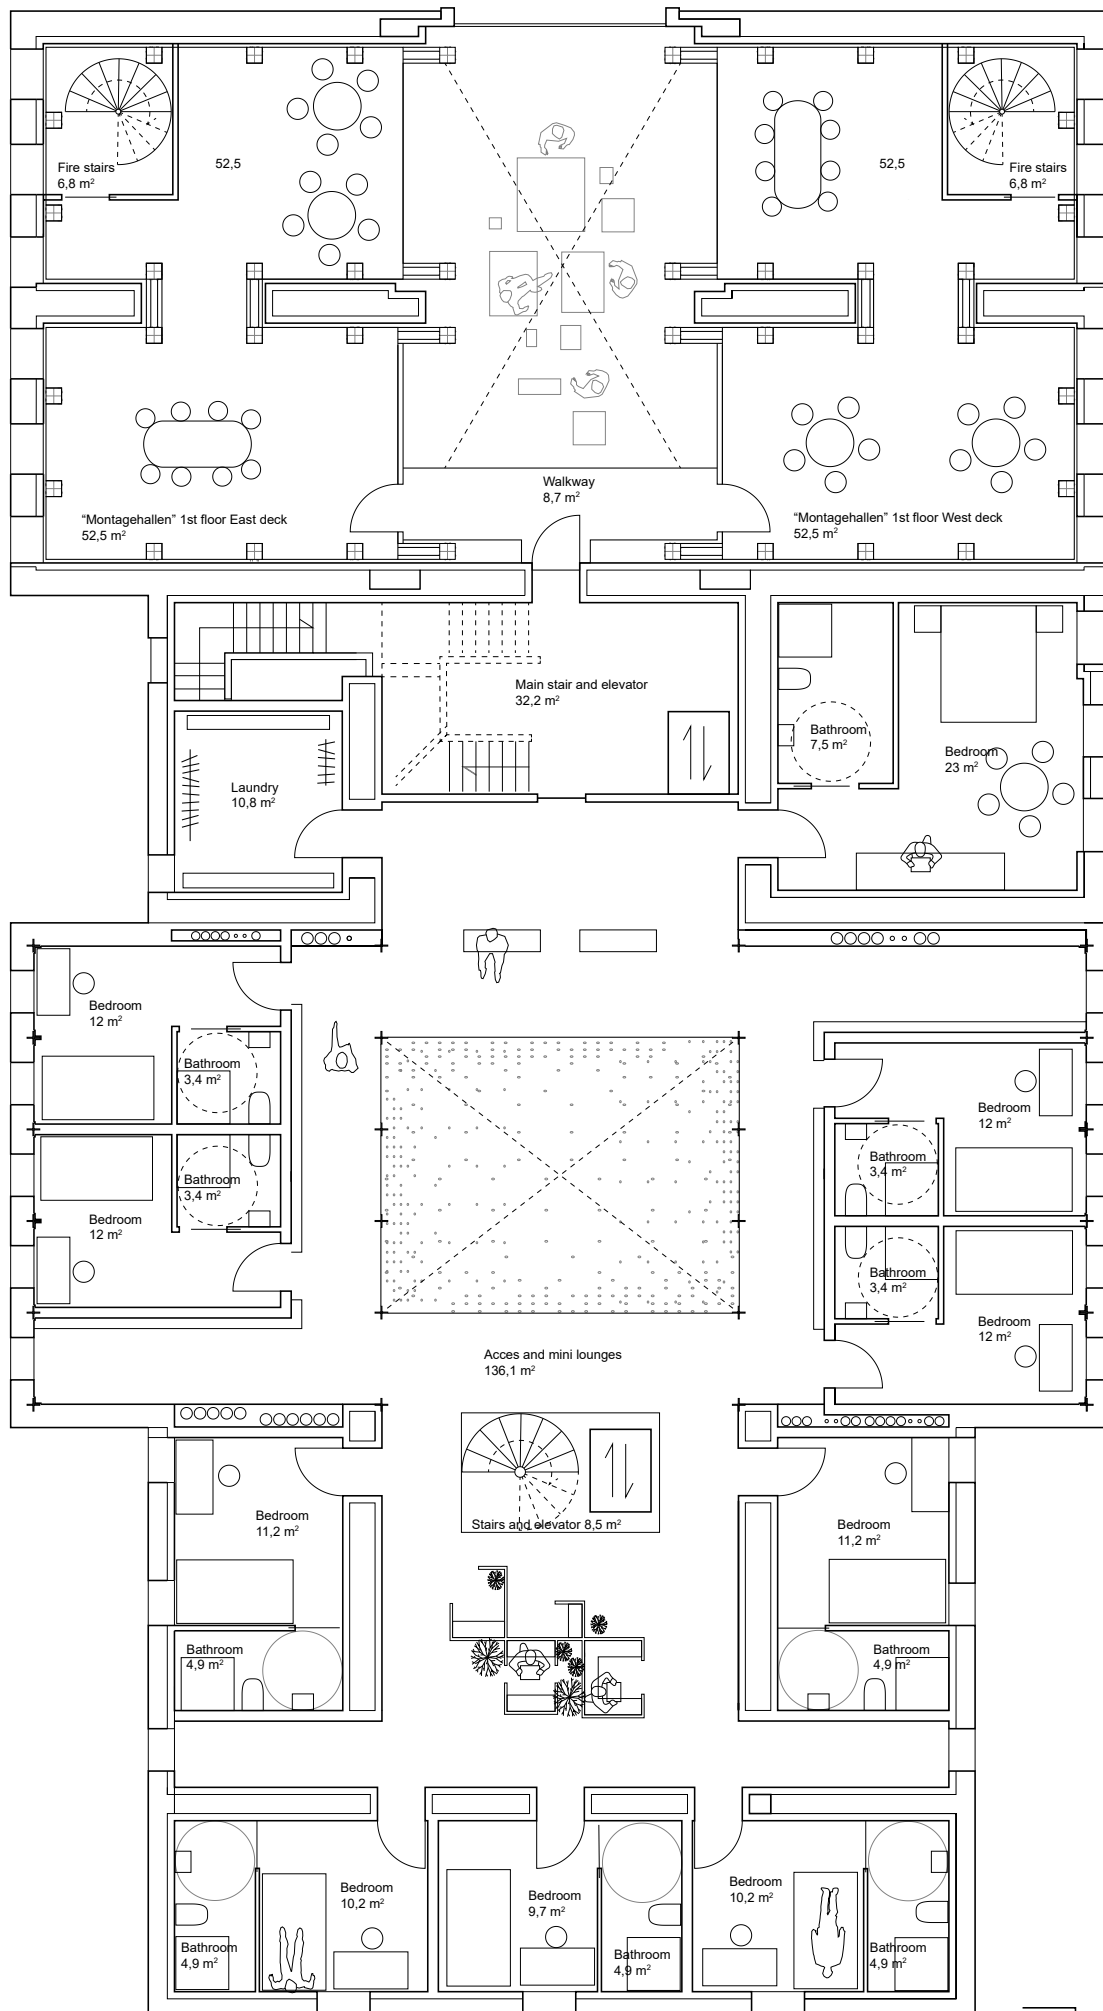 52,5
52,5
Fire stairs
6,8 m²
Fire stairs
6,8 m²
Walkway
8,7 m²
“Montagehallen” 1st floor East deck
52,5 m²
“Montagehallen” 1st floor West deck
52,5 m²
Main stair and elevator
32,2 m²
Bathroom
7,5 m²
Bedroom
23 m²
Laundry
10,8 m²
Bedroom
12 m²
Bathroom
3,4 m²
Bedroom
12 m²
Bathroom
3,4 m²
Bathroom
3,4 m²
Bedroom
12 m²
Bathroom
3,4 m²
Bedroom
12 m²
Acces and mini lounges
136,1 m²
Bedroom
11,2 m²
Stairs and elevator 8,5 m²
Bedroom
11,2 m²
Bathroom
4,9 m²
Bathroom
4,9 m²
Bedroom
10,2 m²
Bedroom
9,7 m²
Bedroom
10,2 m²
Bathroom
4,9 m²
Bathroom
4,9 m²
Bathroom
4,9 m²